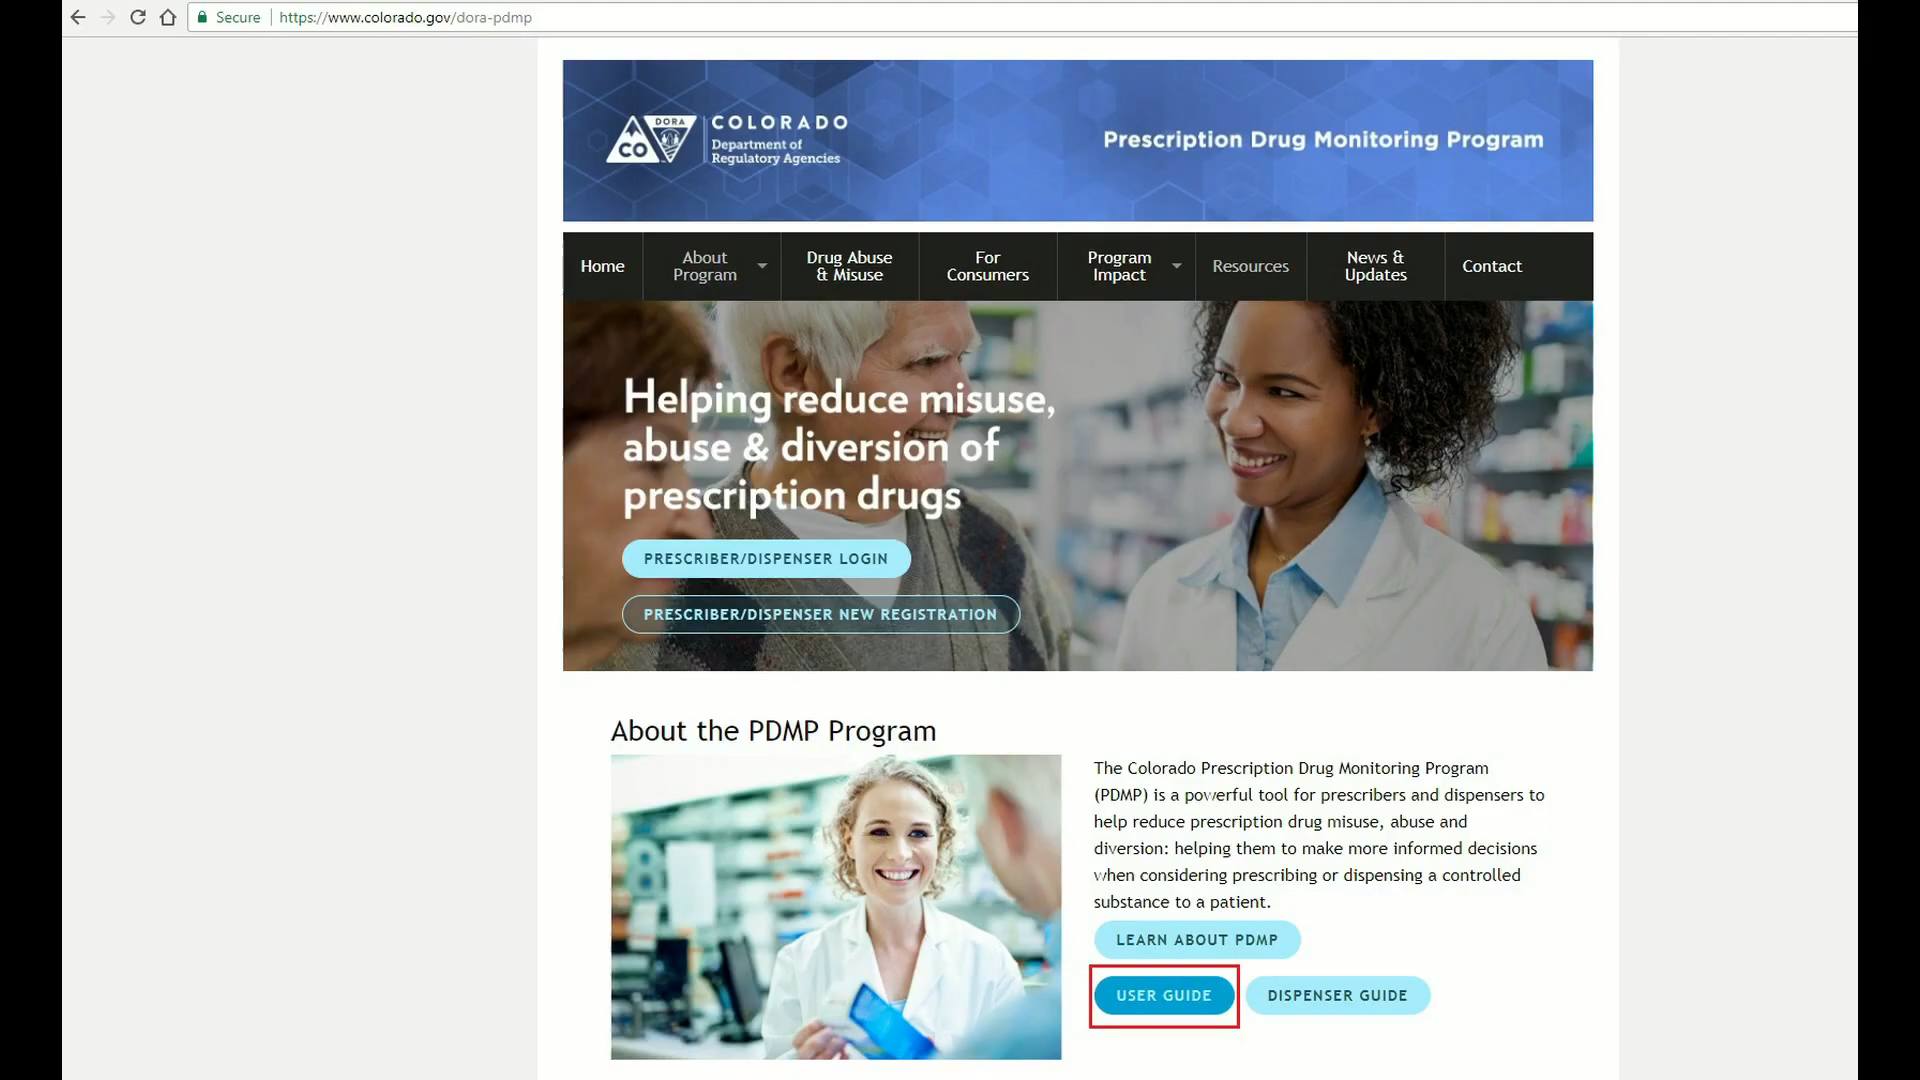 Secure https://www.colorado.gov/dora-pdmp
DORA
CO
COLORADO
Department of
Regulatory Agencies
Prescription Drug Monitoring Program
Home
About
Program
Drug Abuse
& Misuse
For
Consumers
Program
Impact
Resources
News &
Updates
Contact
Helping reduce misuse,
abuse & diversion of
prescription drugs
PRESCRIBER/DISPENSER LOGIN
PRESCRIBER/DISPENSER NEW REGISTRATION
About the PDMP Program
The Colorado Prescription Drug Monitoring Program
(PDMP) is a powerful tool for prescribers and dispensers to
help reduce prescription drug misuse, abuse and
diversion: helping them to make more informed decisions
when considering prescribing or dispensing a controlled
substance to a patient.
LEARN ABOUT PDMP
USER GUIDE
DISPENSER GUIDE